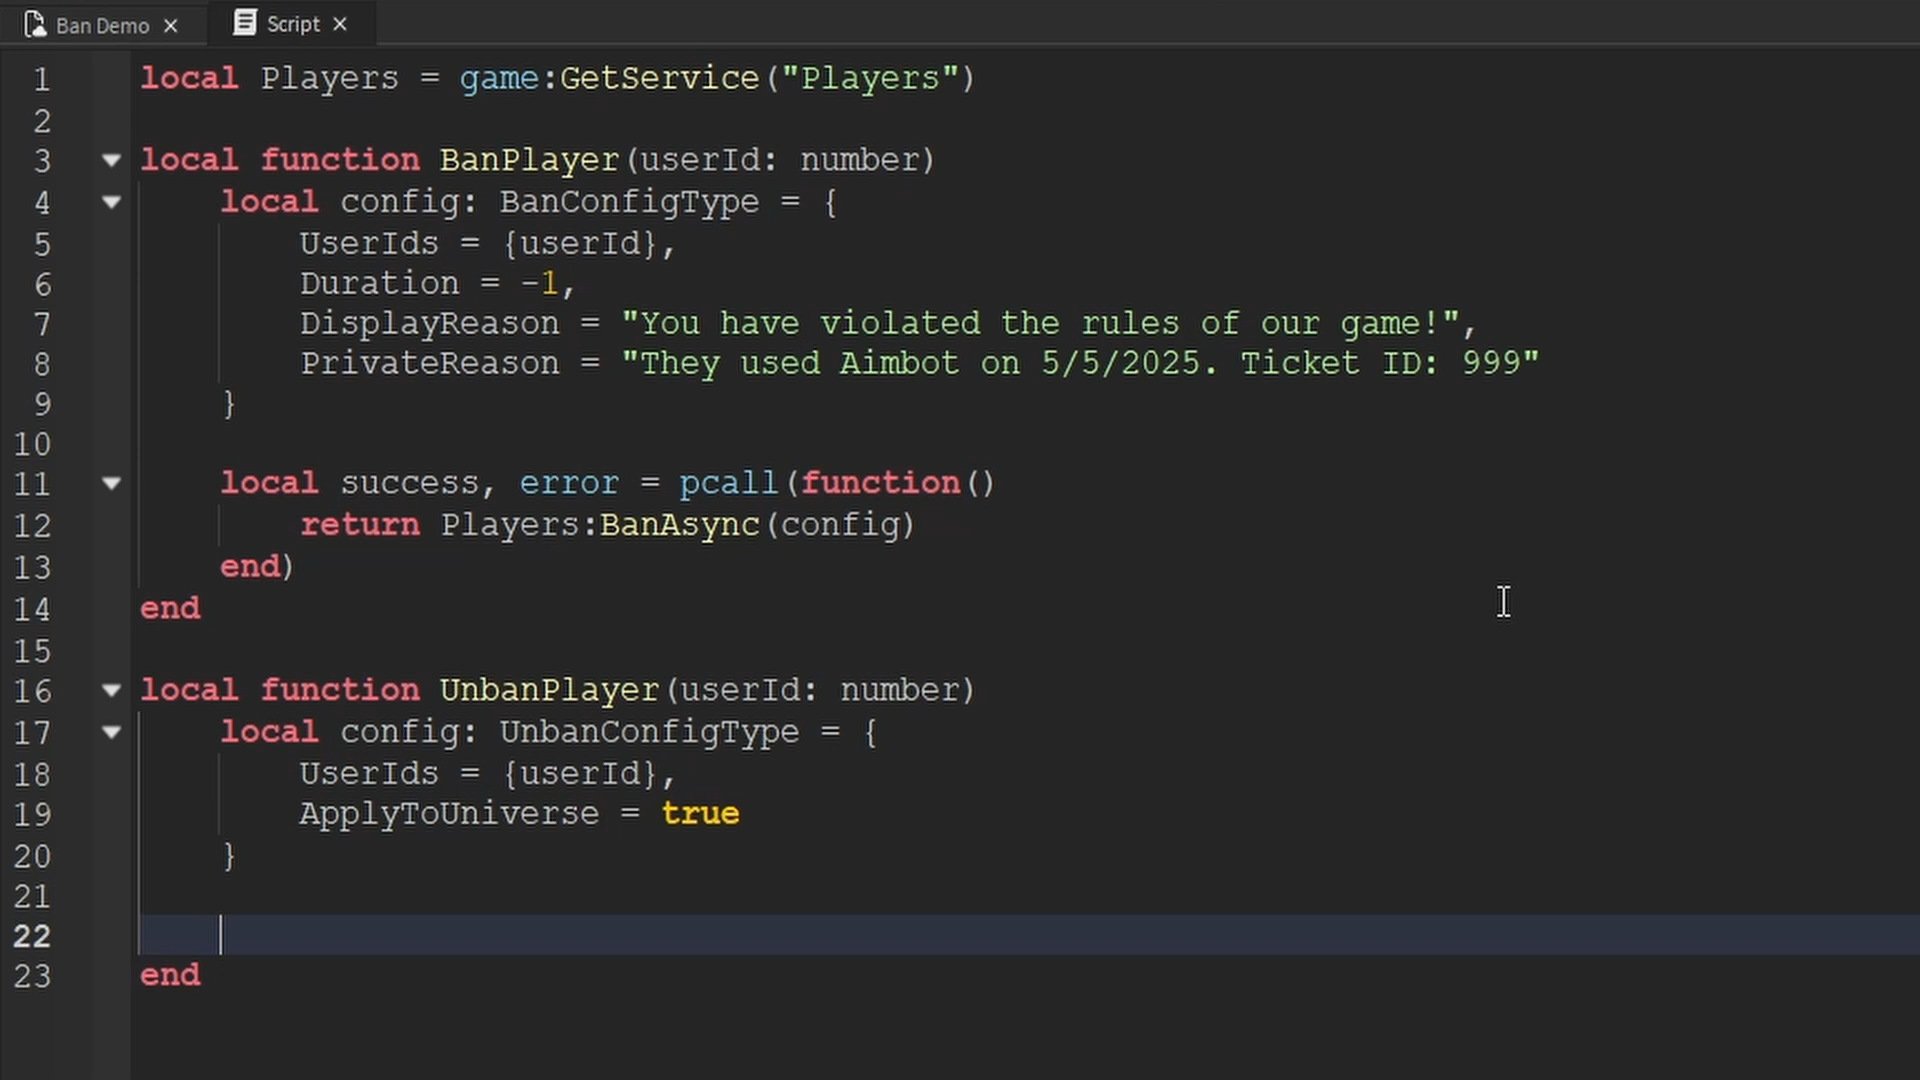 Ban Demo ×
Script ×
1 local Players = game:GetService("Players")
2
3 local function BanPlayer(userId: number)
4 local config: BanConfigType = {
5 UserIds = {userId},
6 Duration = -1,
7 DisplayReason = "You have violated the rules of our game!",
8 PrivateReason = "They used Aimbot on 5/5/2025. Ticket ID: 999"
9 }
10
11 local success, error = pcall(function()
12 return Players:BanAsync(config)
13 end)
14 end
15
16 local function UnbanPlayer(userId: number)
17 local config: UnbanConfigType = {
18 UserIds = {userId},
19 ApplyToUniverse = true
20 }
21
22
23 end